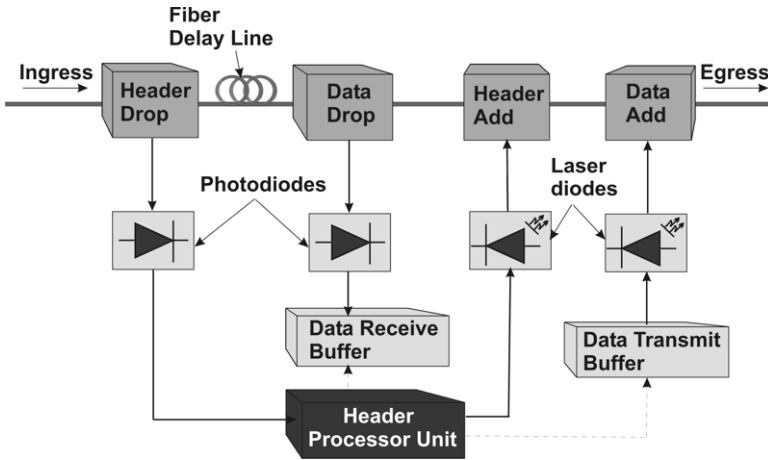 Fiber
Delay Line
Ingress
Header
Drop
Data
Drop
Header
Add
Data
Add
Egress
Photodiodes
Laser
diodes
Data Receive
Buffer
Data Transmit
Buffer
Header
Processor Unit